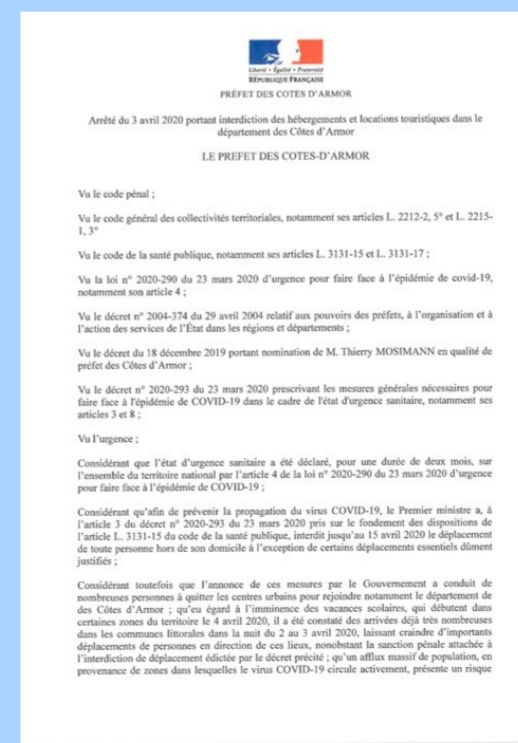 Liberté • Égalité • Fraternité
RÉPUBLIQUE FRANÇAISE
PRÉFET DES COTES D'ARMOR
Arrêté du 3 avril 2020 portant interdiction des hébergements et locations touristiques dans le
département des Côtes d'Armor
LE PREFET DES COTES-D'ARMOR
Vu le code pénal ;
Vu le code général des collectivités territoriales, notamment ses articles L. 2212-2, 5° et L. 2215-
1, 3°
Vu le code de la santé publique, notamment ses articles L. 3131-15 et L. 3131-17 ;
Vu la loi n° 2020-290 du 23 mars 2020 d'urgence pour faire face à l'épidémie de covid-19,
notamment son article 4 ;
Vu le décret n° 2004-374 du 29 avril 2004 relatif aux pouvoirs des préfets, à l'organisation et à
l'action des services de l'État dans les régions et départements ;
Vu le décret du 18 décembre 2019 portant nomination de M. Thierry MOSIMANN en qualité de
préfet des Côtes d'Armor ;
Vu le décret n° 2020-293 du 23 mars 2020 prescrivant les mesures générales nécessaires pour
faire face à l'épidémie de COVID-19 dans le cadre de l'état d'urgence sanitaire, notamment ses
articles 3 et 8 ;
Vu l'urgence ;
Considérant que l'état d'urgence sanitaire a été déclaré, pour une durée de deux mois, sur
l'ensemble du territoire national par l'article 4 de la loi n° 2020-290 du 23 mars 2020 d'urgence
pour faire face à l'épidémie de COVID-19 ;
Considérant qu'afin de prévenir la propagation du virus COVID-19, le Premier ministre a, à
l'article 3 du décret n° 2020-293 du 23 mars 2020 pris sur le fondement des dispositions de
l'article L. 3131-15 du code de la santé publique, interdit jusqu'au 15 avril 2020 le déplacement
de toute personne hors de son domicile à l'exception de certains déplacements essentiels dûment
justifiés ;
Considérant toutefois que l'annonce de ces mesures par le Gouvernement a conduit de
nombreuses personnes à quitter les centres urbains pour rejoindre notamment le département de
des Côtes d'Armor ; qu'eu égard à l'imminence des vacances scolaires, qui débutent dans
certaines zones du territoire le 4 avril 2020, il a été constaté des arrivées déjà très nombreuses
dans les communes littorales dans la nuit du 2 au 3 avril 2020, laissant craindre d'importants
déplacements de personnes en direction de ces lieux, nonobstant la sanction pénale attachée à
l'interdiction de déplacement édictée par le décret précité ; qu'un afflux massif de population, en
provenance de zones dans lesquelles le virus COVID-19 circule activement, présente un risque